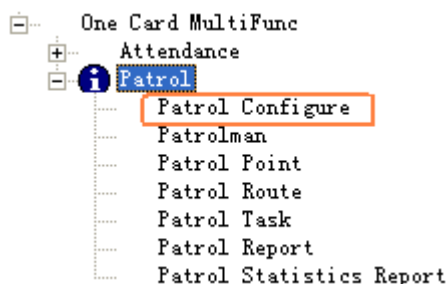 One Card MultiFunc
Attendance
Patrol
Patrol Configure
Patrolman
Patrol Point
Patrol Route
Patrol Task
Patrol Report
Patrol Statistics Report